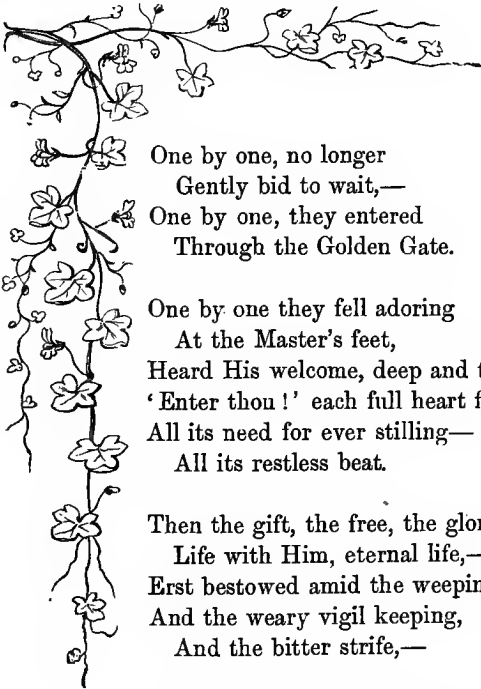 One by one, no longer
Gently bid to wait,—
One by one, they entered
Through the Golden Gate.
One by one they fell adoring
At the Master's feet,
Heard His welcome, deep and
'Enter thou!' each full heart
All its need for ever stilling—
All its restless beat.
Then the gift, the free, the
Life with Him, eternal life,—
Erst bestowed amid the
And the weary vigil keeping,
And the bitter strife,—